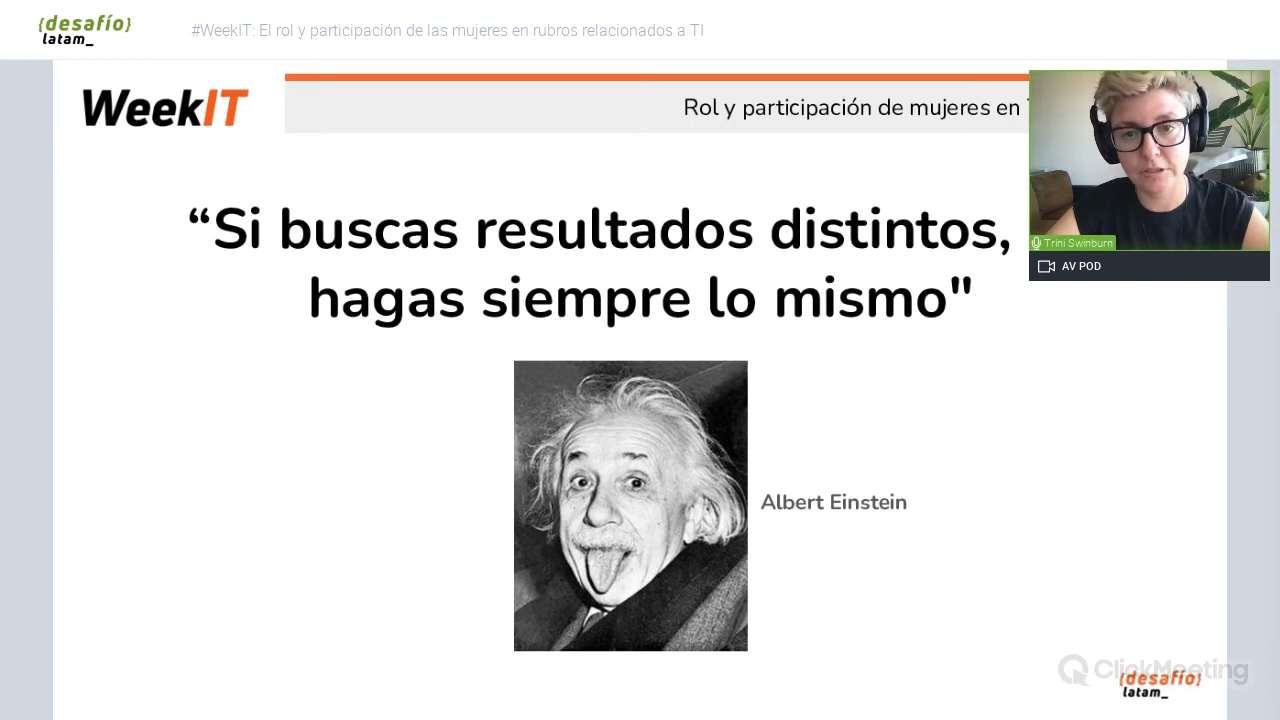 {desafío}
latam_
#WeekIT: El rol y participación de las mujeres en rubros relacionados a TI
WeekIT
Rol y participación de mujeres en
“Si buscas resultados distintos,
hagas siempre lo mismo"
Albert Einstein
Trini Swinburn
AV POD
ClickMeeting
{desafío}
latam_